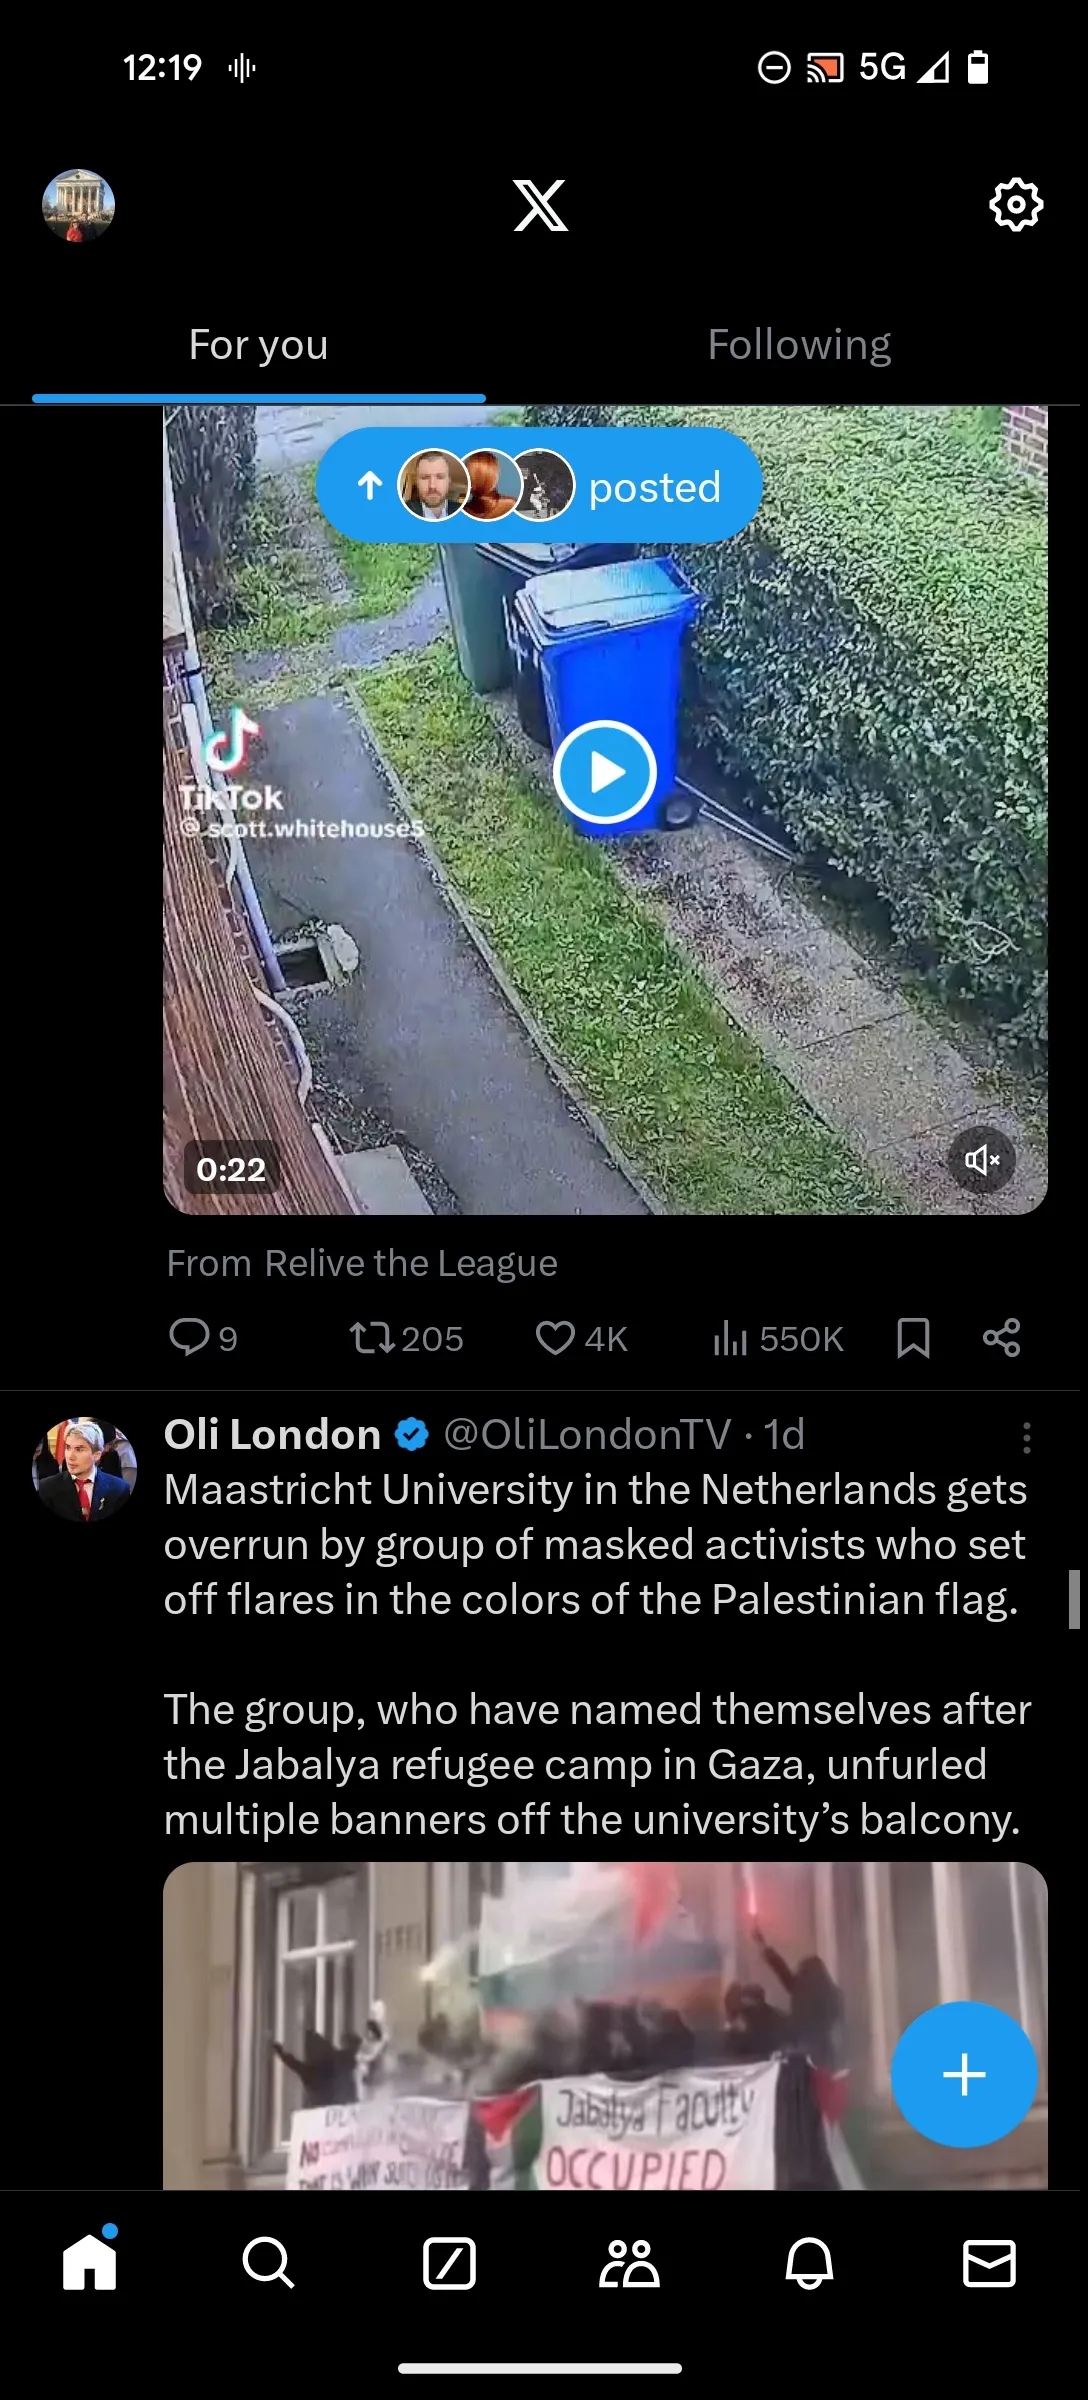 12:19
5G
For you
Following
posted
TikTok
@ scott.whitehouse5
0:22
From Relive the League
9
205
4K
550K
Oli London @OliLondonTV · 1d
Maastricht University in the Netherlands gets
overrun by group of masked activists who set
off flares in the colors of the Palestinian flag.
The group, who have named themselves after
the Jabalya refugee camp in Gaza, unfurled
multiple banners off the university’s balcony.
Jabalya Faculty
OCCUPIED
NO